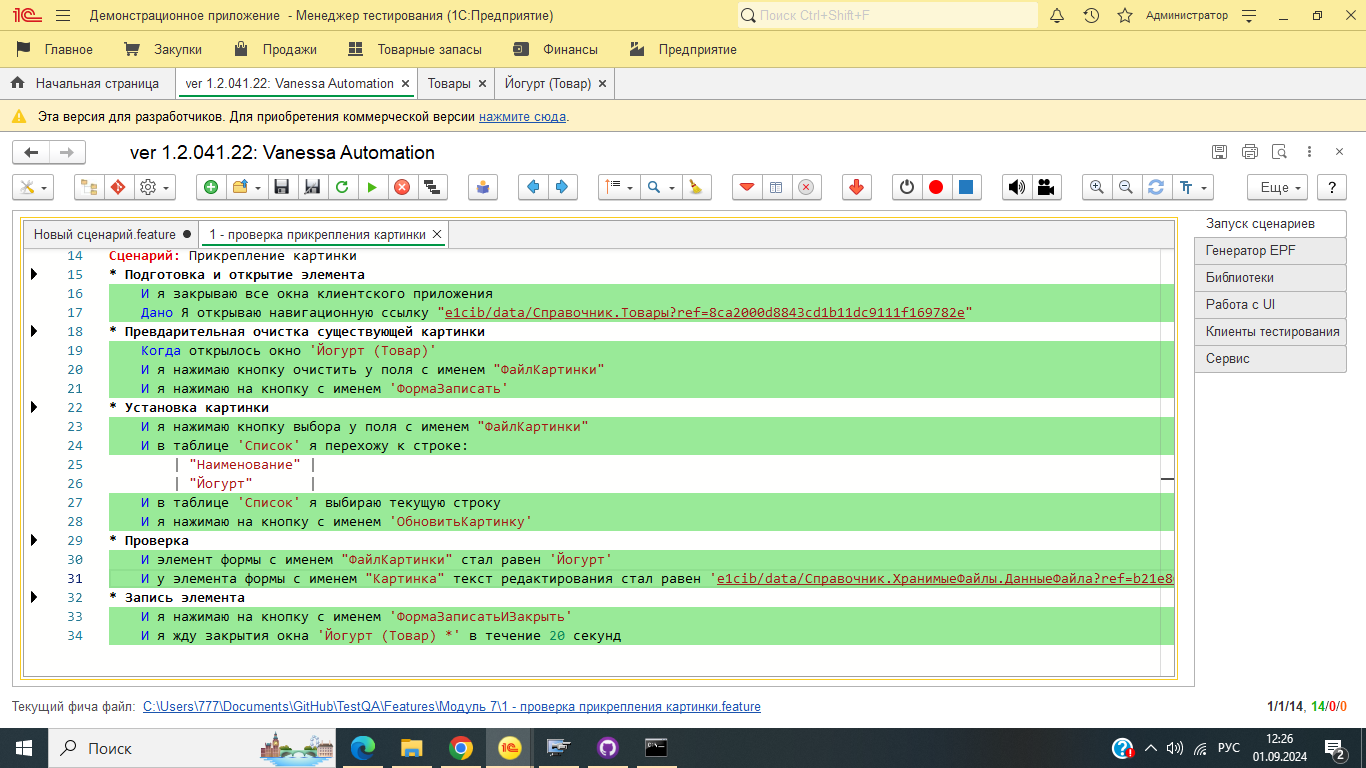 1С Демонстрационное приложение - Менеджер тестирования (1С:Предприятие) Поиск Ctrl+Shift+F Администратор
Главное Закупки Продажи Товарные запасы Финансы Предприятие
Начальная страница ver 1.2.041.22: Vanessa Automation × Товары × Йогурт (Товар) ×
Эта версия для разработчиков. Для приобретения коммерческой версии нажмите сюда.
ver 1.2.041.22: Vanessa Automation
Еще ?
Новый сценарий.feature 1 - проверка прикрепления картинки
Запуск сценариев
Генератор EPF
Библиотеки
Работа с UI
Клиенты тестирования
Сервис
14 Сценарий: Прикрепление картинки
15 * Подготовка и открытие элемента
16 И я закрываю все окна клиентского приложения
17 Дано Я открываю навигационную ссылку "e1cib/data/Справочник.Товары?ref=8ca2000d8843cd1b11dc9111f169782e"
18 * Превдарительная очистка существующей картинки
19 Когда открылось окно 'Йогурт (Товар)'
20 И я нажимаю кнопку очистить у поля с именем "ФайлКартинки"
21 И я нажимаю на кнопку с именем 'ФормаЗаписать'
22 * Установка картинки
23 И я нажимаю кнопку выбора у поля с именем "ФайлКартинки"
24 И в таблице 'Список' я перехожу к строке:
25 | "Наименование" |
26 | "Йогурт" |
27 И в таблице 'Список' я выбираю текущую строку
28 И я нажимаю на кнопку с именем 'ОбновитьКартинку'
29 * Проверка
30 И элемент формы с именем "ФайлКартинки" стал равен 'Йогурт'
31 И у элемента формы с именем "Картинка" текст редактирования стал равен 'e1cib/data/Справочник.ХранимыеФайлы.ДанныеФайла?ref=b21e8
32 * Запись элемента
33 И я нажимаю на кнопку с именем 'ФормаЗаписатьИЗакрыть'
34 И я жду закрытия окна 'Йогурт (Товар) *' в течение 20 секунд
Текущий фича файл: C:\Users\777\Documents\GitHub\TestQA\Features\Модуль 7\1 - проверка прикрепления картинки.feature 1/1/14, 14/0/0
Поиск РУС 12:26
01.09.2024 2